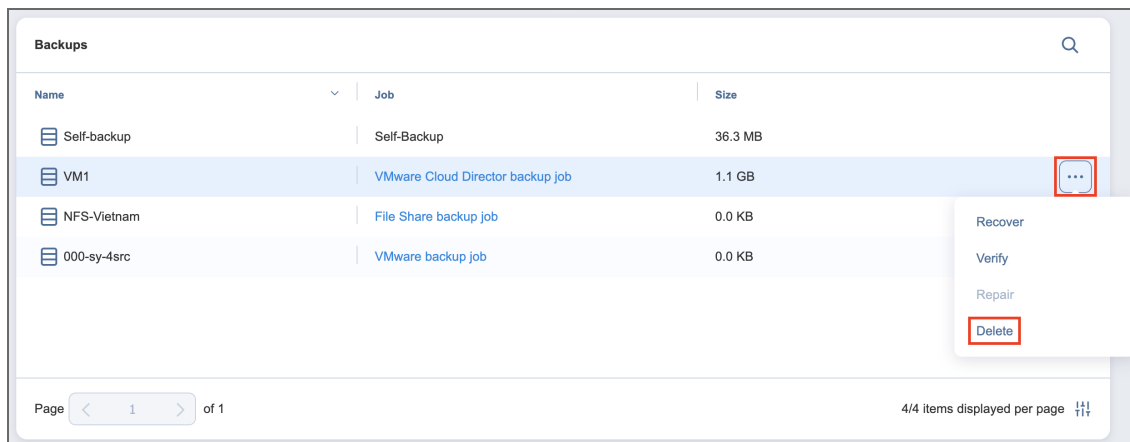 Backups
Name Job Size
Self-backup Self-Backup 36.3 MB
VM1 VMware Cloud Director backup job 1.1 GB
NFS-Vietnam File Share backup job 0.0 KB
Recover
000-sy-4src VMware backup job 0.0 KB
Verify
Repair
Delete
Page 1 of 1 4/4 items displayed per page